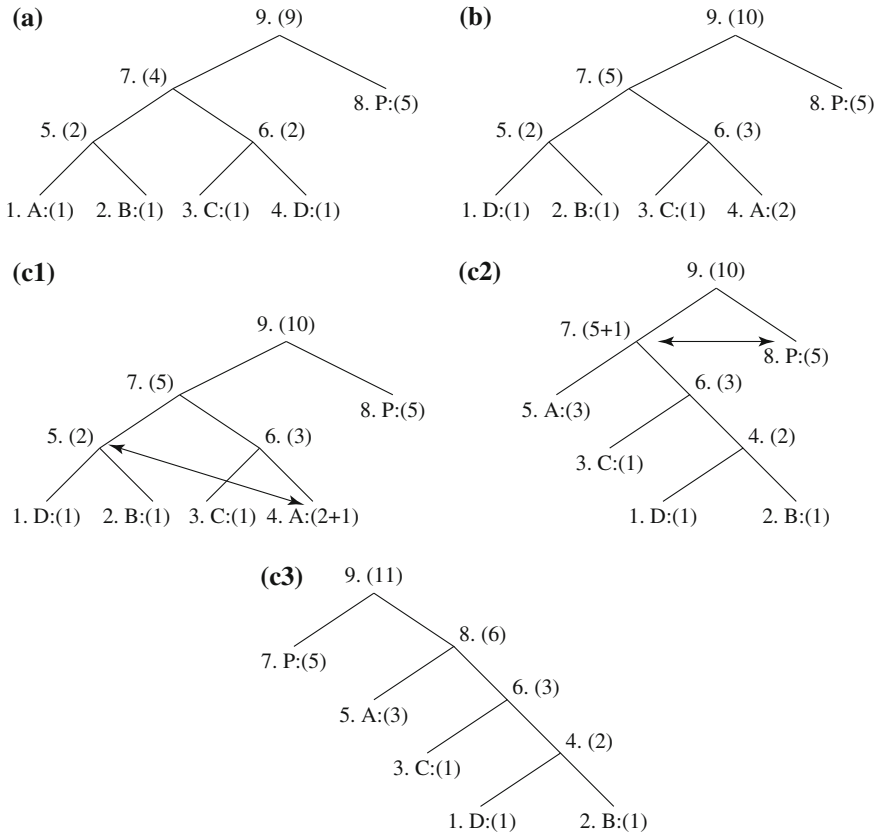 (a)
9. (9)
7. (4)
8. P:(5)
5. (2)
6. (2)
1. A:(1) 2. B:(1) 3. C:(1) 4. D:(1)
(b)
9. (10)
7. (5)
8. P:(5)
5. (2)
6. (3)
1. D:(1) 2. B:(1) 3. C:(1) 4. A:(2)
(c1)
9. (10)
7. (5)
8. P:(5)
5. (2)
6. (3)
1. D:(1) 2. B:(1) 3. C:(1) 4. A:(2+1)
(c2)
9. (10)
7. (5+1)
8. P:(5)
5. A:(3)
6. (3)
3. C:(1)
4. (2)
1. D:(1) 2. B:(1)
(c3)
9. (11)
7. P:(5)
8. (6)
5. A:(3)
6. (3)
3. C:(1)
4. (2)
1. D:(1) 2. B:(1)